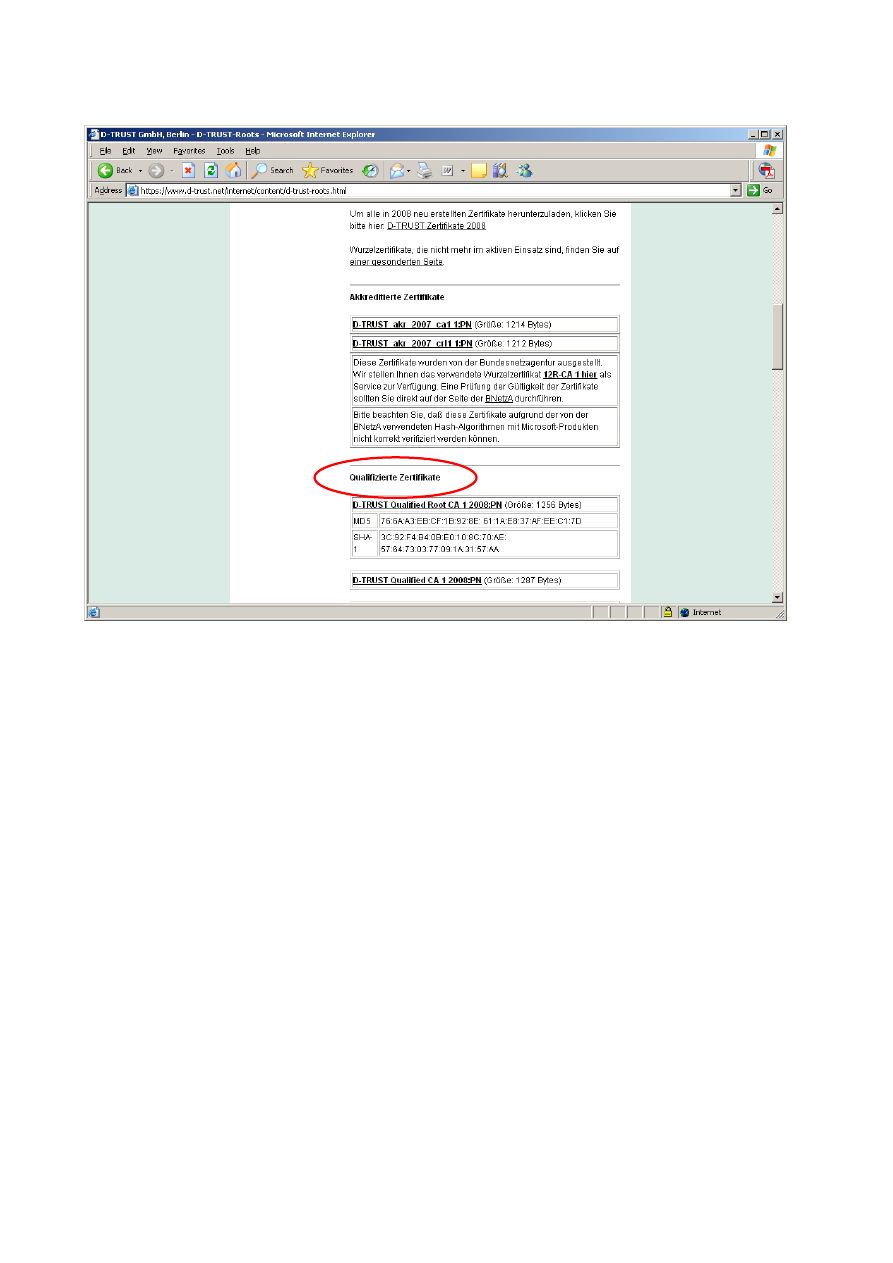 D-TRUST GmbH, Berlin - D-TRUST-Roots - Microsoft Internet Explorer
File Edit View Favorites Tools Help
Back Search Favorites
Address https://www.d-trust.net/internet/content/d-trust-roots.html Go
Um alle in 2008 neu erstellten Zertifikate herunterzuladen, klicken Sie
bitte hier: D-TRUST Zertifikate 2008
Wurzelzertifikate, die nicht mehr im aktiven Einsatz sind, finden Sie auf
einer gesonderten Seite.
Akkreditierte Zertifikate
D-TRUST_akr_2007_ca1 1:PN (Größe: 1214 Bytes)
D-TRUST_akr_2007_crl1 1:PN (Größe: 1212 Bytes)
Diese Zertifikate wurden von der Bundesnetzagentur ausgestellt.
Wir stellen Ihnen das verwendete Wurzelzertifikat 12R-CA 1 hier als
Service zur Verfügung. Eine Prüfung der Gültigkeit der Zertifikate
sollten Sie direkt auf der Seite der BNetzA durchführen.
Bitte beachten Sie, daß diese Zertifikate aufgrund der von der
BNetzA verwendeten Hash-Algorithmen mit Microsoft-Produkten
nicht korrekt verifiziert werden können.
Qualifizierte Zertifikate
D-TRUST Qualified Root CA 1 2008:PN (Größe: 1256 Bytes)
MD5 76:6A:A3:EB:CF:1B:92:8E: 61:1A:E8:37:AF:EE:C1:7D
SHA-
1
3C:92:F4:B4:0B:E0:10:8C:70:AE:
57:64:73:03:77:09:1A:31:57:AA
D-TRUST Qualified CA 1 2008:PN (Größe: 1287 Bytes)
Internet